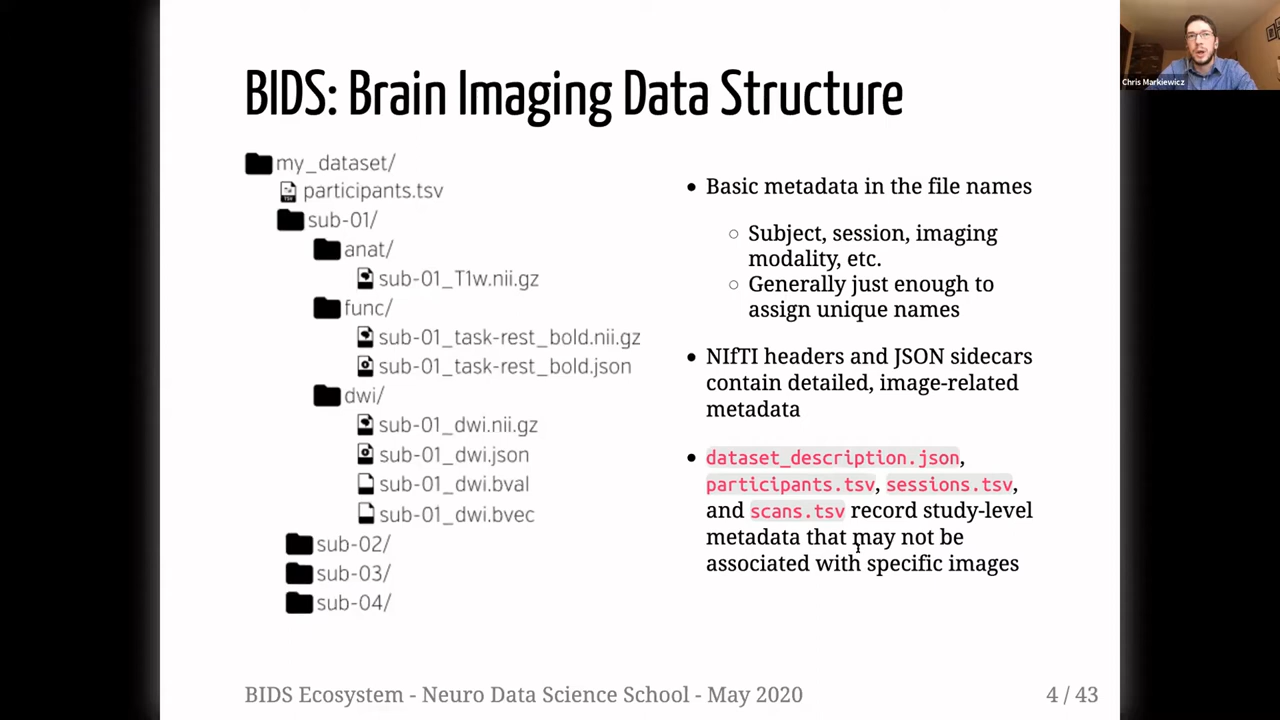 BIDS: Brain Imaging Data Structure
my_dataset/
participants.tsv
sub-01/
anat/
sub-01_T1w.nii.gz
func/
sub-01_task-rest_bold.nii.gz
sub-01_task-rest_bold.json
dwi/
sub-01_dwi.nii.gz
sub-01_dwi.json
sub-01_dwi.bval
sub-01_dwi.bvec
sub-02/
sub-03/
sub-04/
Basic metadata in the file names
Subject, session, imaging
modality, etc.
Generally just enough to
assign unique names
NIfTI headers and JSON sidecars
contain detailed, image-related
metadata
dataset_description.json,
participants.tsv, sessions.tsv,
and scans.tsv record study-level
metadata that may not be
associated with specific images
BIDS Ecosystem - Neuro Data Science School - May 2020
4 / 43
Chris Markiewicz